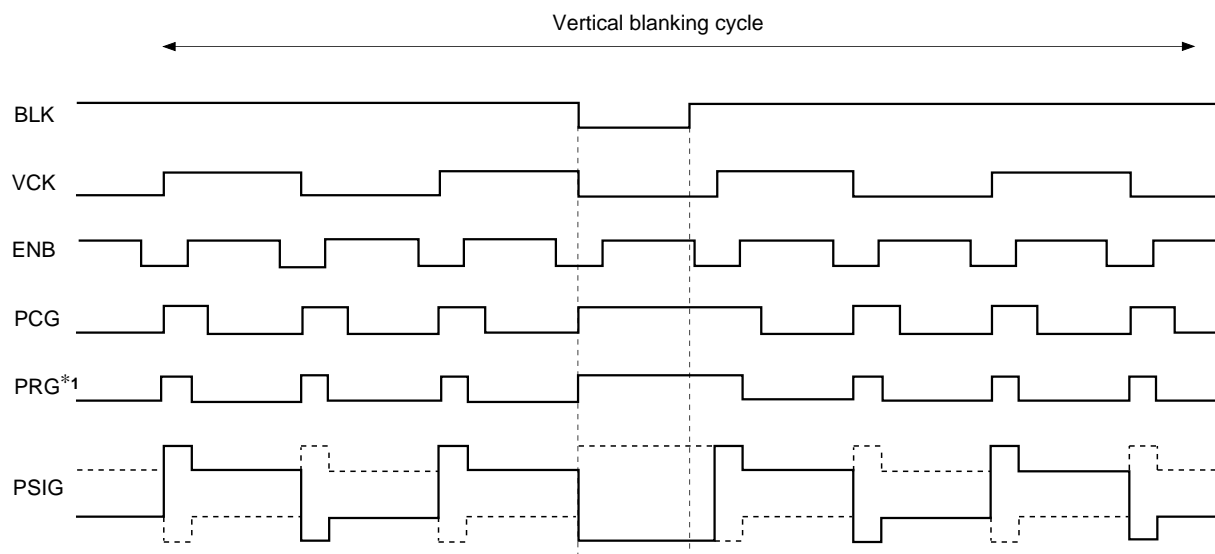 Vertical blanking cycle
BLK
VCK
ENB
PCG
PRG*1
PSIG